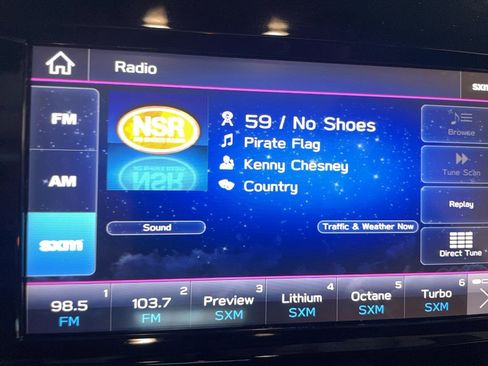 Radio
sxm
FM
AM
sxm
NSR
59 / No Shoes
Pirate Flag
Kenny Chesney
Country
Sound
Traffic & Weather Now
Browse
Tune Scan
Replay
Direct Tune
1
98.5
FM
2
103.7
FM
3
Preview
SXM
4
Lithium
SXM
5
Octane
SXM
6
Turbo
SXM